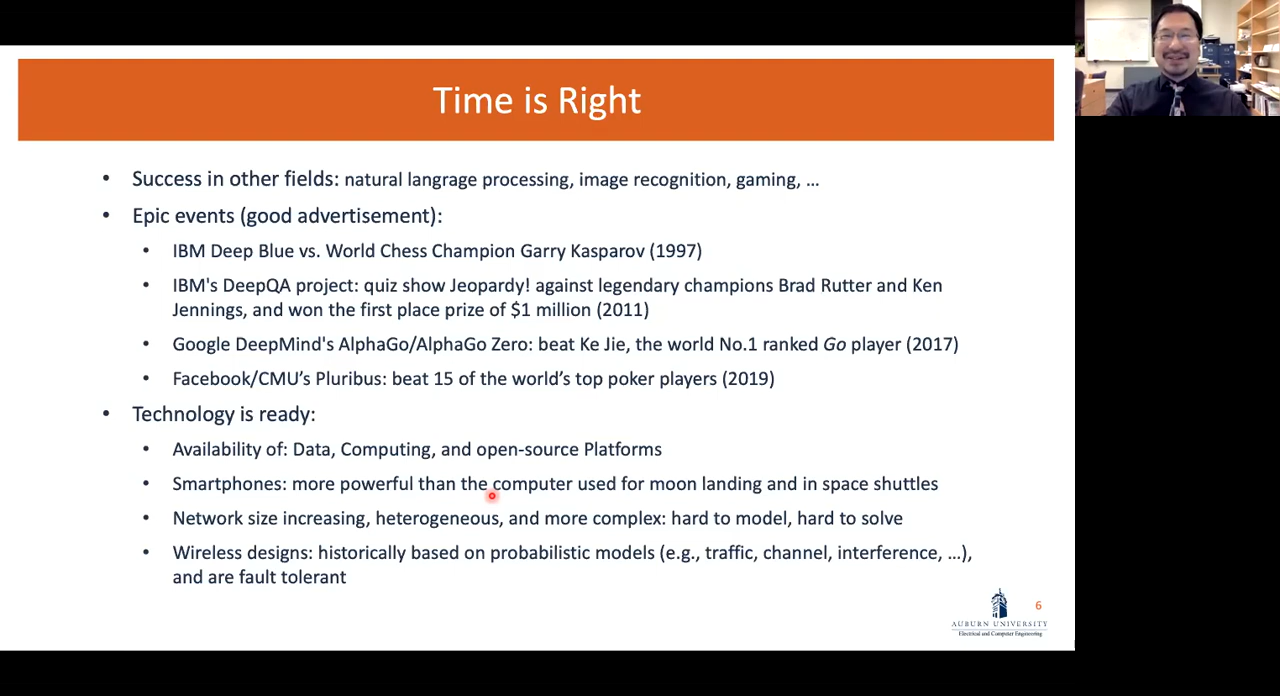 Time is Right
• Success in other fields: natural langrage processing, image recognition, gaming, ...
• Epic events (good advertisement):
• IBM Deep Blue vs. World Chess Champion Garry Kasparov (1997)
• IBM's DeepQA project: quiz show Jeopardy! against legendary champions Brad Rutter and Ken
Jennings, and won the first place prize of $1 million (2011)
• Google DeepMind's AlphaGo/AlphaGo Zero: beat Ke Jie, the world No.1 ranked Go player (2017)
• Facebook/CMU’s Pluribus: beat 15 of the world’s top poker players (2019)
• Technology is ready:
• Availability of: Data, Computing, and open-source Platforms
• Smartphones: more powerful than the computer used for moon landing and in space shuttles
• Network size increasing, heterogeneous, and more complex: hard to model, hard to solve
• Wireless designs: historically based on probabilistic models (e.g., traffic, channel, interference, ...),
and are fault tolerant
6
AUBURN UNIVERSITY
Electrical and Computer Engineering